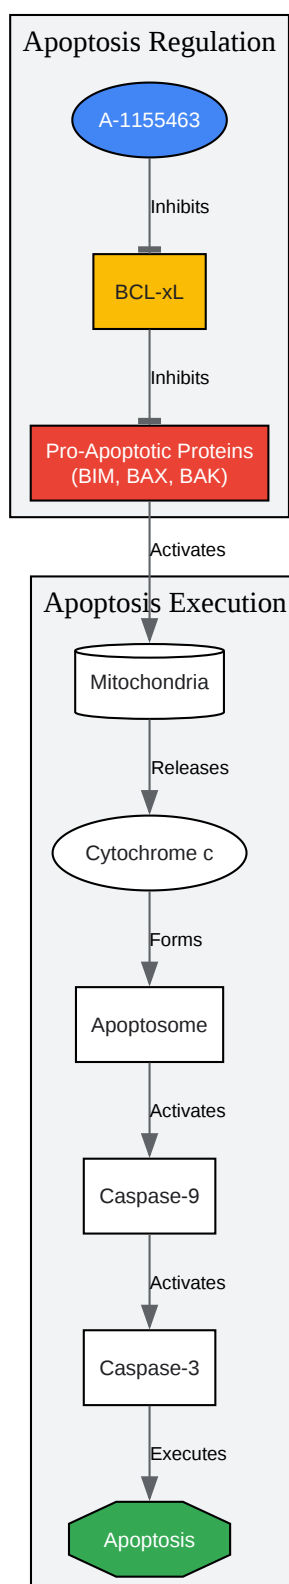 Apoptosis Regulation
A-1155463
Inhibits
BCL-xL
Inhibits
Pro-Apoptotic Proteins
(BIM, BAX, BAK)
Activates
Apoptosis Execution
Mitochondria
Releases
Cytochrome c
Forms
Apoptosome
Activates
Caspase-9
Activates
Caspase-3
Executes
Apoptosis